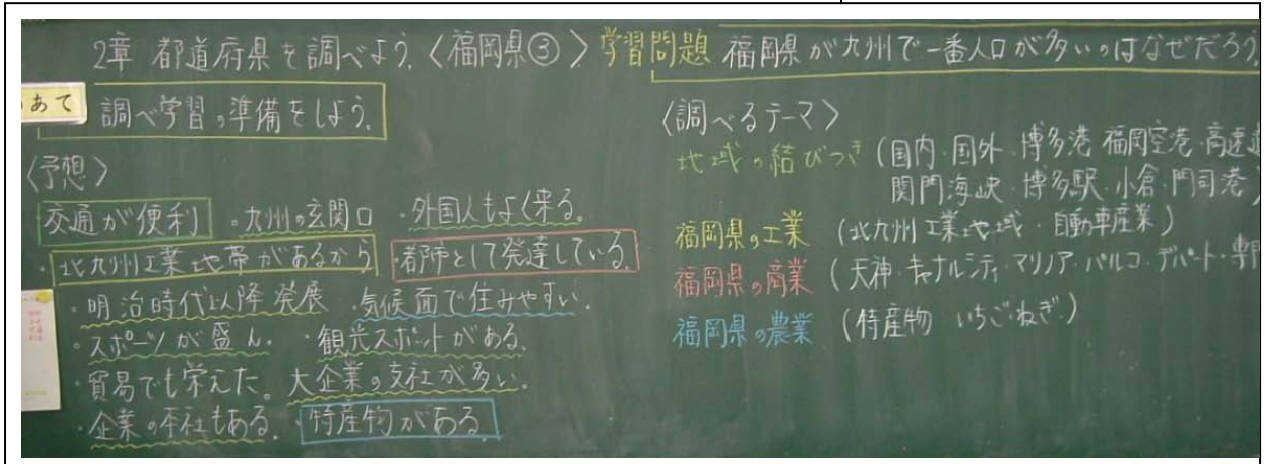 2章 都道府県を調べよう。〈福岡県③〉
学習問題 福岡県が九州で一番人口が多いのはなぜだろう。
めあて
調べ学習の準備をしよう。
〈予想〉
交通が便利 ・九州の玄関口 ・外国人もよく来る。
・北九州工業地帯があるから ・都市として発達している。
・明治時代以降発展 ・気候面で住みやすい。
・スポーツが盛ん。 ・観光スポットがある。
・貿易でも栄えた。大企業の支社が多い。
・企業の本社もある。・特産物がある
〈調べるテーマ〉
地域の結びつき (国内・国外・博多港 福岡空港・高速道
関門海峡・博多駅・小倉・門司港)
福岡県の工業 (北九州工業地域・自動車産業)
福岡県の商業 (天神・キャナルシティ・マリノア・パルコ・デパート・専門
福岡県の農業 (特産物 いちご・ねぎ)